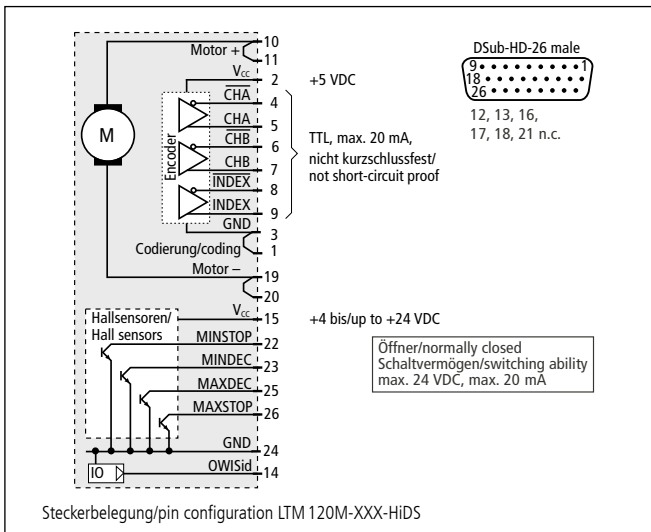 Motor +
10
11
Vcc
2
+5 VDC
CHA
4
CHA
5
CHB
6
CHB
7
INDEX
8
INDEX
9
GND
3
Codierung/coding
1
Motor –
19
20
M
Encoder
TTL, max. 20 mA,
nicht kurzschlussfest/
not short-circuit proof
DSub-HD-26 male
9
1
18
26
12, 13, 16,
17, 18, 21 n.c.
Hallsensoren/
Hall sensors
Vcc
15
+4 bis/up to +24 VDC
MINSTOP
22
MINDEC
23
MAXDEC
25
MAXSTOP
26
GND
24
IO
OWISid
14
Öffner/normally closed
Schaltvermögen/switching ability
max. 24 VDC, max. 20 mA
Steckerbelegung/pin configuration LTM 120M-XXX-HiDS